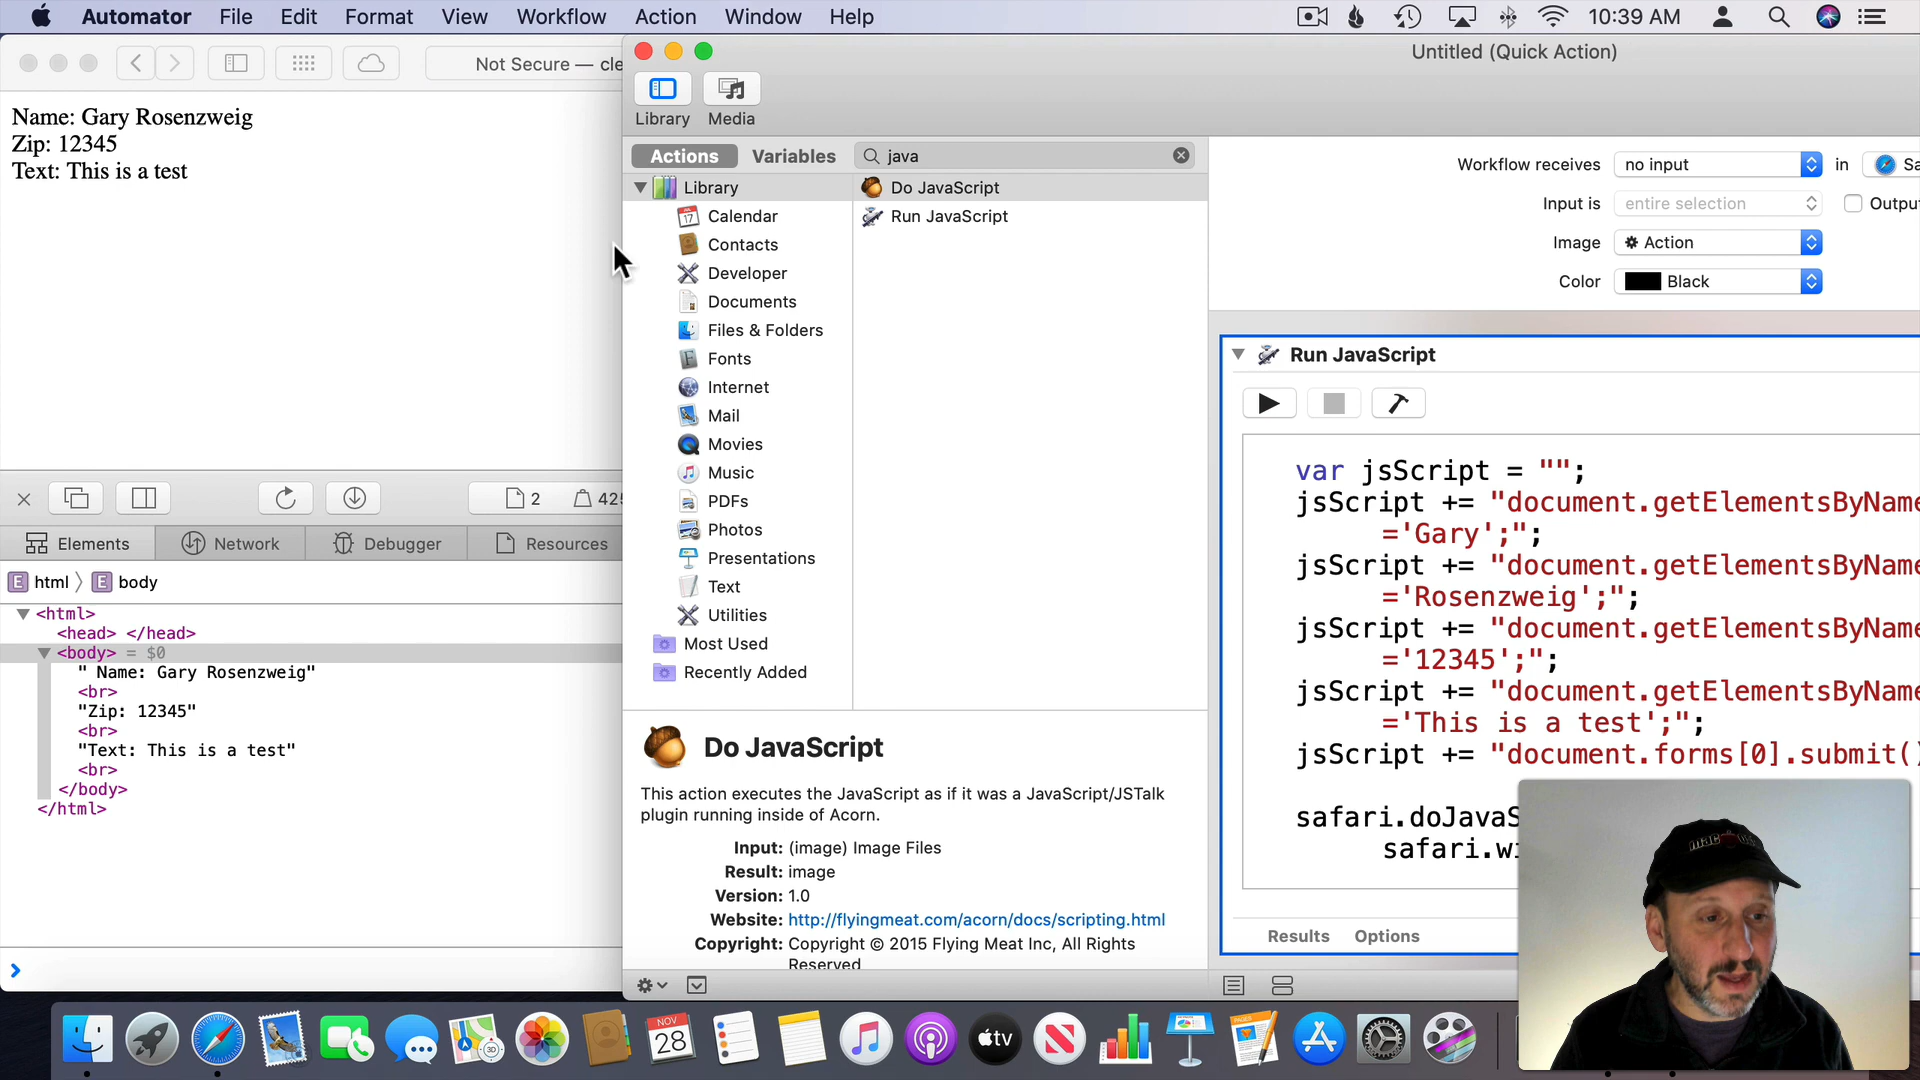 Automator File Edit Format View Workflow Action Window Help 10:39 AM
Not Secure — cle
Name: Gary Rosenzweig
Zip: 12345
Text: This is a test
2 425
Elements Network Debugger Resources
E html E body
<html>
<head> </head>
<body> = $0
" Name: Gary Rosenzweig"
<br>
"Zip: 12345"
<br>
"Text: This is a test"
<br>
</body>
</html>
Untitled (Quick Action)
Library Media
Actions Variables java
Library
Calendar
Contacts
Developer
Documents
Files & Folders
Fonts
Internet
Mail
Movies
Music
PDFs
Photos
Presentations
Text
Utilities
Most Used
Recently Added
Do JavaScript
Run JavaScript
Do JavaScript
This action executes the JavaScript as if it was a JavaScript/JSTalk
plugin running inside of Acorn.
Input: (image) Image Files
Result: image
Version: 1.0
Website: http://flyingmeat.com/acorn/docs/scripting.html
Copyright: Copyright © 2015 Flying Meat Inc, All Rights
Reserved
Workflow receives no input in Sa
Input is entire selection Outpu
Image Action
Color Black
Run JavaScript
var jsScript = "";
jsScript += "document.getElementsByName
='Gary';";
jsScript += "document.getElementsByName
='Rosenzweig';";
jsScript += "document.getElementsByName
='12345';";
jsScript += "document.getElementsByName
='This is a test';";
jsScript += "document.forms[0].submit()
safari.doJavaS
safari.wi
Results Options
NOV
28
tv